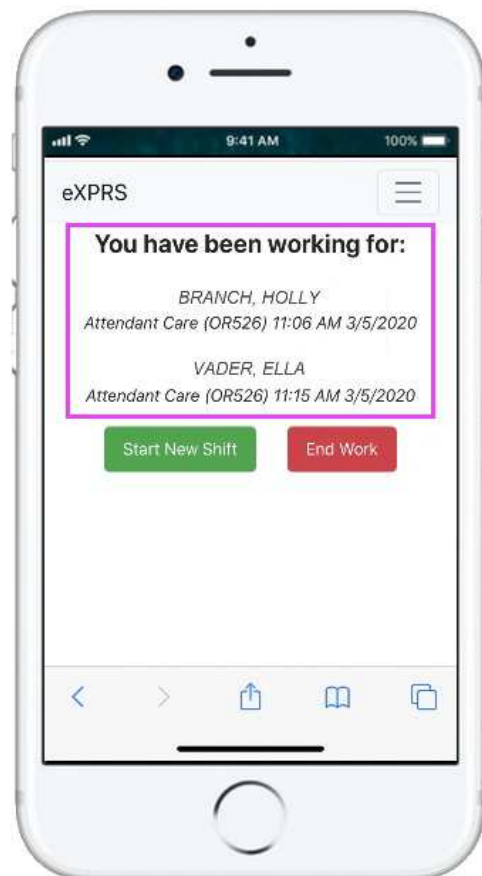 9:41 AM
100%
eXPRS
You have been working for:
BRANCH, HOLLY
Attendant Care (OR526) 11:06 AM 3/5/2020
VADER, ELLA
Attendant Care (OR526) 11:15 AM 3/5/2020
Start New Shift
End Work